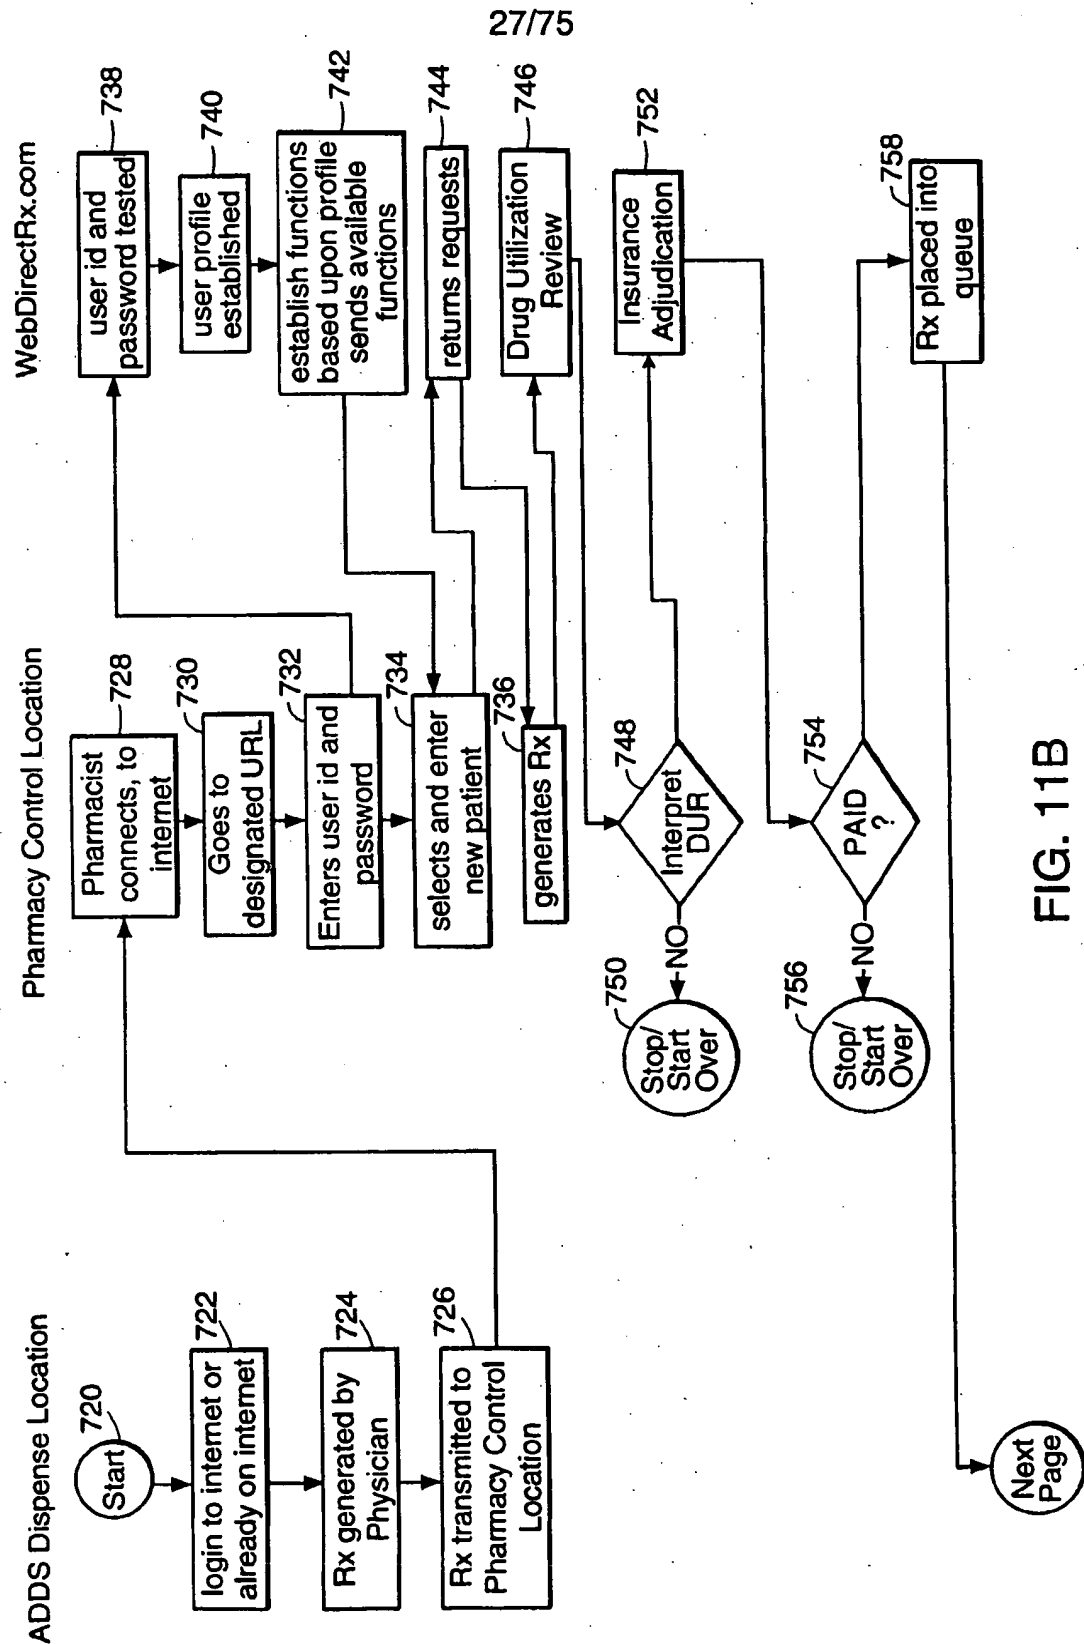 27/75
ADDS Dispense Location
Pharmacy Control Location
WebDirectRx.com
720
Start
722
login to internet or
already on internet
724
Rx generated by
Physician
726
Rx transmitted to
Pharmacy Control
Location
728
Pharmacist
connects, to
internet
730
Goes to
designated URL
732
Enters user id and
password
734
selects and enter
new patient
736
generates Rx
738
user id and
password tested
740
user profile
established
742
establish functions
based upon profile
sends available
functions
744
returns requests
746
Drug Utilization
Review
748
Interpret
DUR
NO
750
Stop/
Start
Over
752
Insurance
Adjudication
754
PAID
?
NO
756
Stop/
Start
Over
758
Rx placed into
queue
Next
Page
FIG. 11B